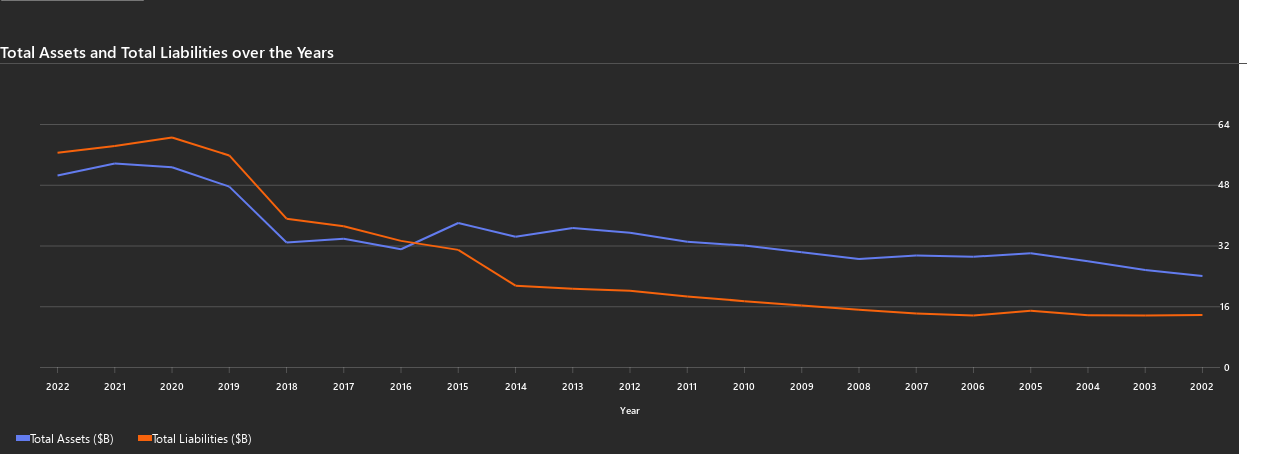 Total Assets and Total Liabilities over the Years
64
48
32
16
0
2022 2021 2020 2019 2018 2017 2016 2015 2014 2013 2012 2011 2010 2009 2008 2007 2006 2005 2004 2003 2002
Year
Total Assets ($B) Total Liabilities ($B)